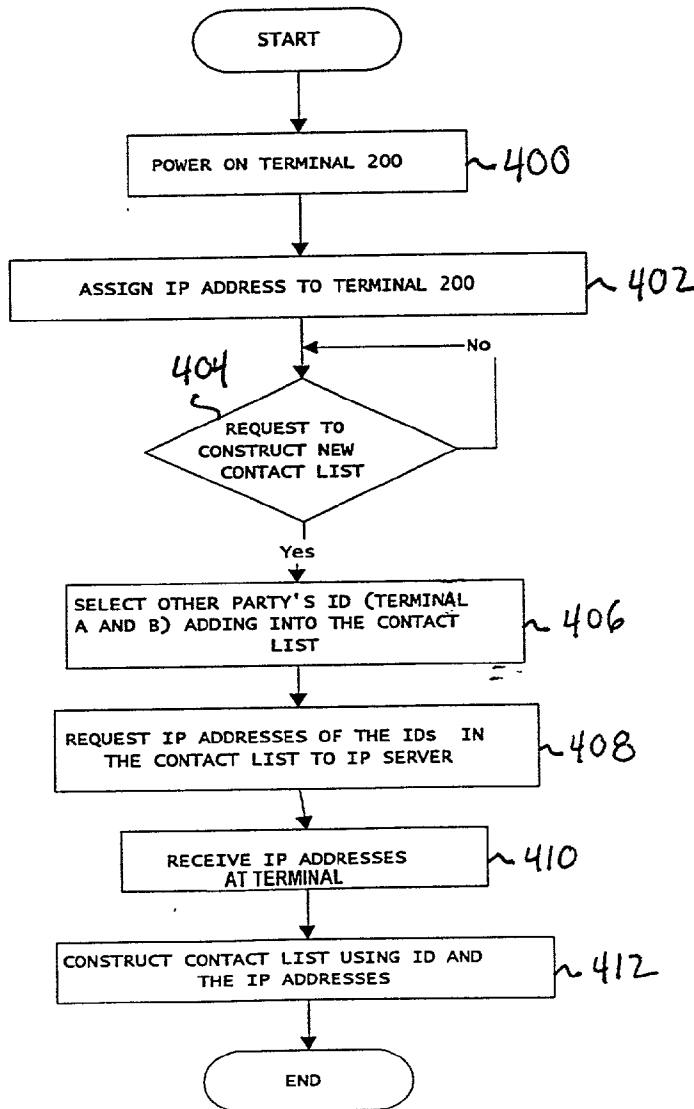 START
POWER ON TERMINAL 200
~400
ASSIGN IP ADDRESS TO TERMINAL 200
~402
No
404
REQUEST TO
CONSTRUCT NEW
CONTACT LIST
Yes
SELECT OTHER PARTY'S ID (TERMINAL
A AND B) ADDING INTO THE CONTACT
LIST
~406
REQUEST IP ADDRESSES OF THE IDs IN
THE CONTACT LIST TO IP SERVER
~408
RECEIVE IP ADDRESSES
AT TERMINAL
~410
CONSTRUCT CONTACT LIST USING ID AND
THE IP ADDRESSES
~412
END